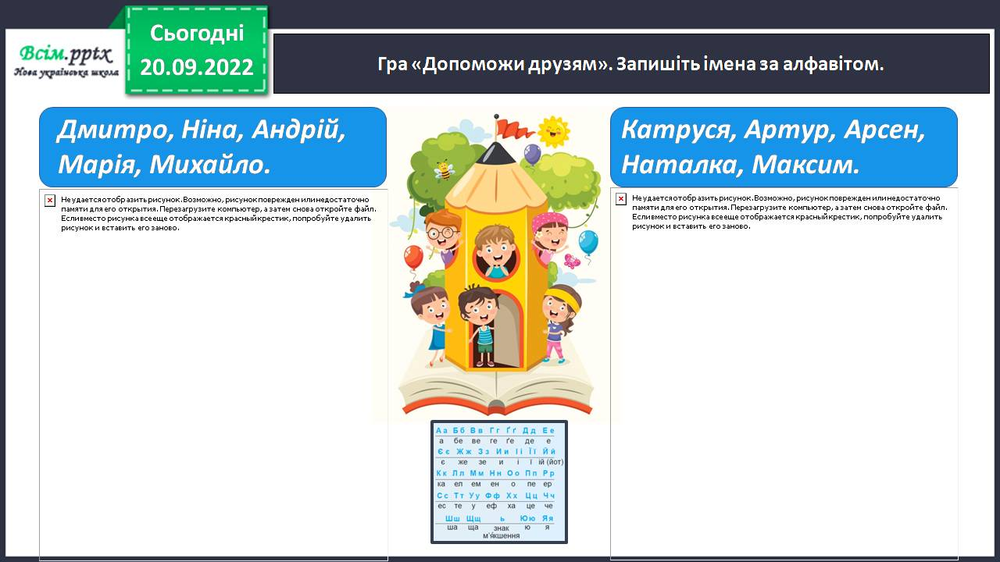 Всім.pptx
Нова українська школа
Сьогодні
20.09.2022
Гра «Допоможи друзям». Запишіть імена за алфавітом.
Дмитро, Ніна, Андрій,
Марія, Михайло.
Не удается отобразить рисунок. Возможно, рисунок поврежден или недостаточно
памяти для его открытия. Перезагрузите компьютер, а затем снова откройте файл.
Если вместо рисунка все еще отображается красный крестик, попробуйте удалить
рисунок и вставить его заново.
Катруся, Артур, Арсен,
Наталка, Максим.
Не удается отобразить рисунок. Возможно, рисунок поврежден или недостаточно
памяти для его открытия. Перезагрузите компьютер, а затем снова откройте файл.
Если вместо рисунка все еще отображается красный крестик, попробуйте удалить
рисунок и вставить его заново.
Аа Бб Вв Гг Ґґ Дд Ее
а бе ве ге ґе де е
Єє Жж Зз Ии Іі Її Йй
є же зе и і ї ій (йот)
Кк Лл Мм Нн Оо Пп Рр
ка ел ем ен о пе ер
Сс Тт Уу Фф Хх Цц Чч
ес те у еф ха це че
Шш Щщ ь Юю Яя
ша ща знак ю я
м’якшення